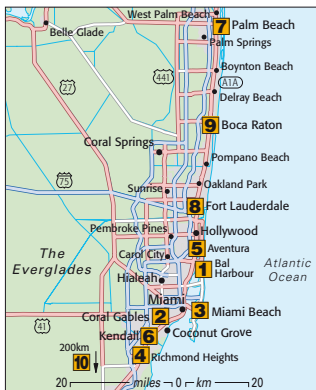 West Palm Beach
7 Palm Beach
Belle Glade
Palm Springs
441
Boynton Beach
27
A1A
Delray Beach
9 Boca Raton
Coral Springs
Pompano Beach
75
Sunrise
Oakland Park
8 Fort Lauderdale
Pembroke Pines
Hollywood
5 Aventura
The
Everglades
Carol City
1 Bal
Harbour
Atlantic
Ocean
Hialeah
Miami
3 Miami Beach
Coral Gables 2
41
Kendall 6
Coconut Grove
200km
10
4 Richmond Heights
20 miles 0 km 20